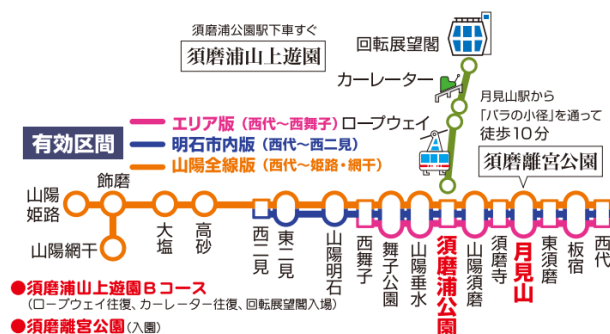 須磨浦公園駅下車すぐ
須磨浦山上遊園
回転展望閣
カーレーター
ロープウェイ
月見山駅から
「バラの小径」を通って
徒歩10分
須磨離宮公園
有効区間
エリア版（西代～西舞子）
明石市内版（西代～西二見）
山陽全線版（西代～姫路・網干）
山陽
姫路
飾磨
山陽網干
大塩
高砂
西二見
東二見
山陽明石
西舞子
舞子公園
山陽垂水
須磨浦公園
山陽須磨
須磨寺
月見山
東須磨
板宿
西代
●須磨浦山上遊園Bコース
（ロープウェイ往復、カーレーター往復、回転展望閣入場）
●須磨離宮公園（入園）